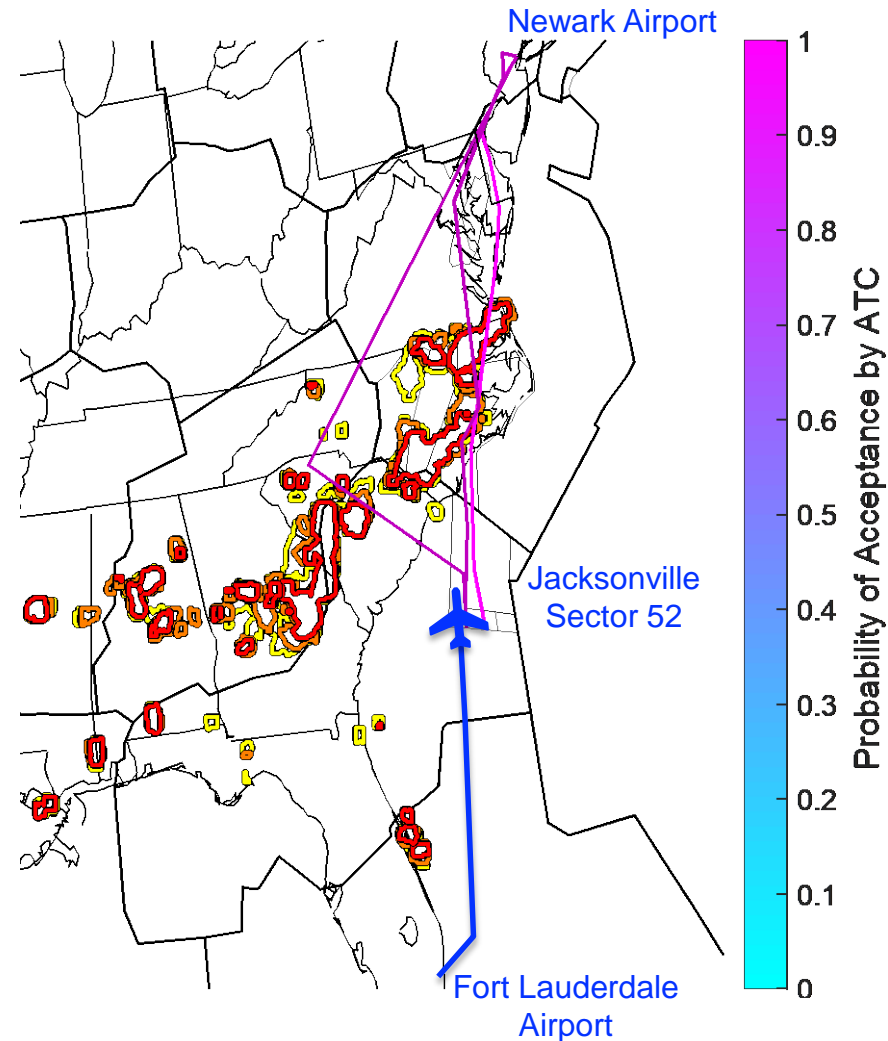 Newark Airport
1
0.9
0.8
0.7
0.6
0.5
0.4
0.3
0.2
0.1
0
Probability of Acceptance by ATC
Jacksonville
Sector 52
Fort Lauderdale
Airport